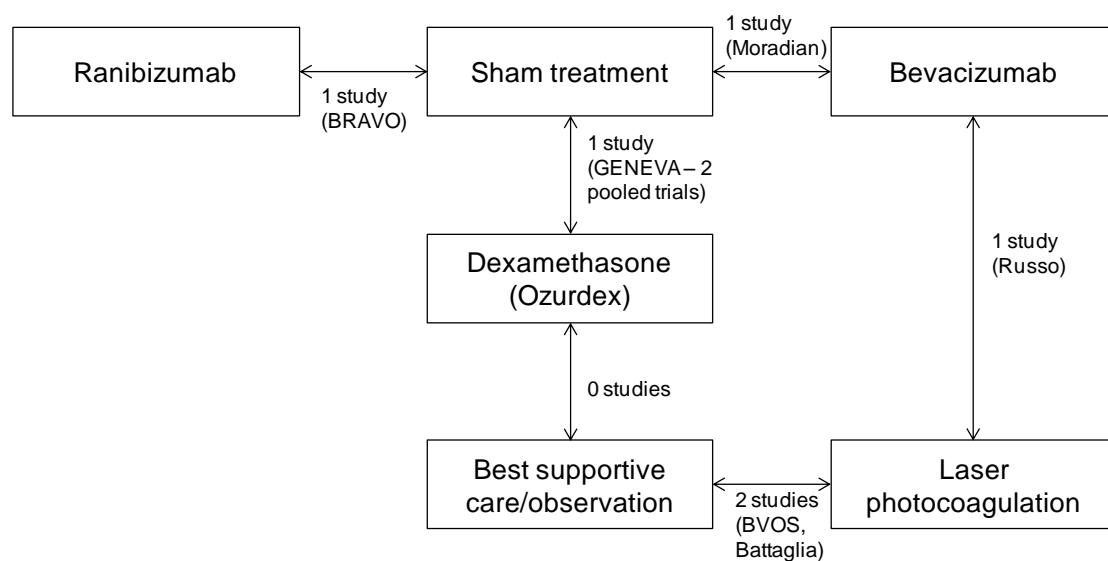 1 study
(Moradian)
Ranibizumab
Sham treatment
Bevacizumab
1 study
(BRAVO)
1 study
(GENEVA – 2
pooled trials)
Dexamethasone
(Ozurdex)
1 study
(Russo)
0 studies
Best supportive
care/observation
Laser
photocoagulation
2 studies
(BVOS,
Battaglia)